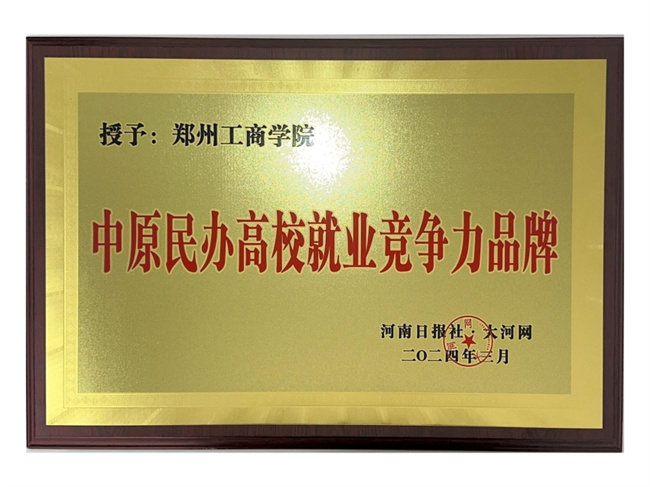 授予：郑州工商学院
中原民办高校就业竞争力品牌
河南日报社·大河网
二〇二四年三月